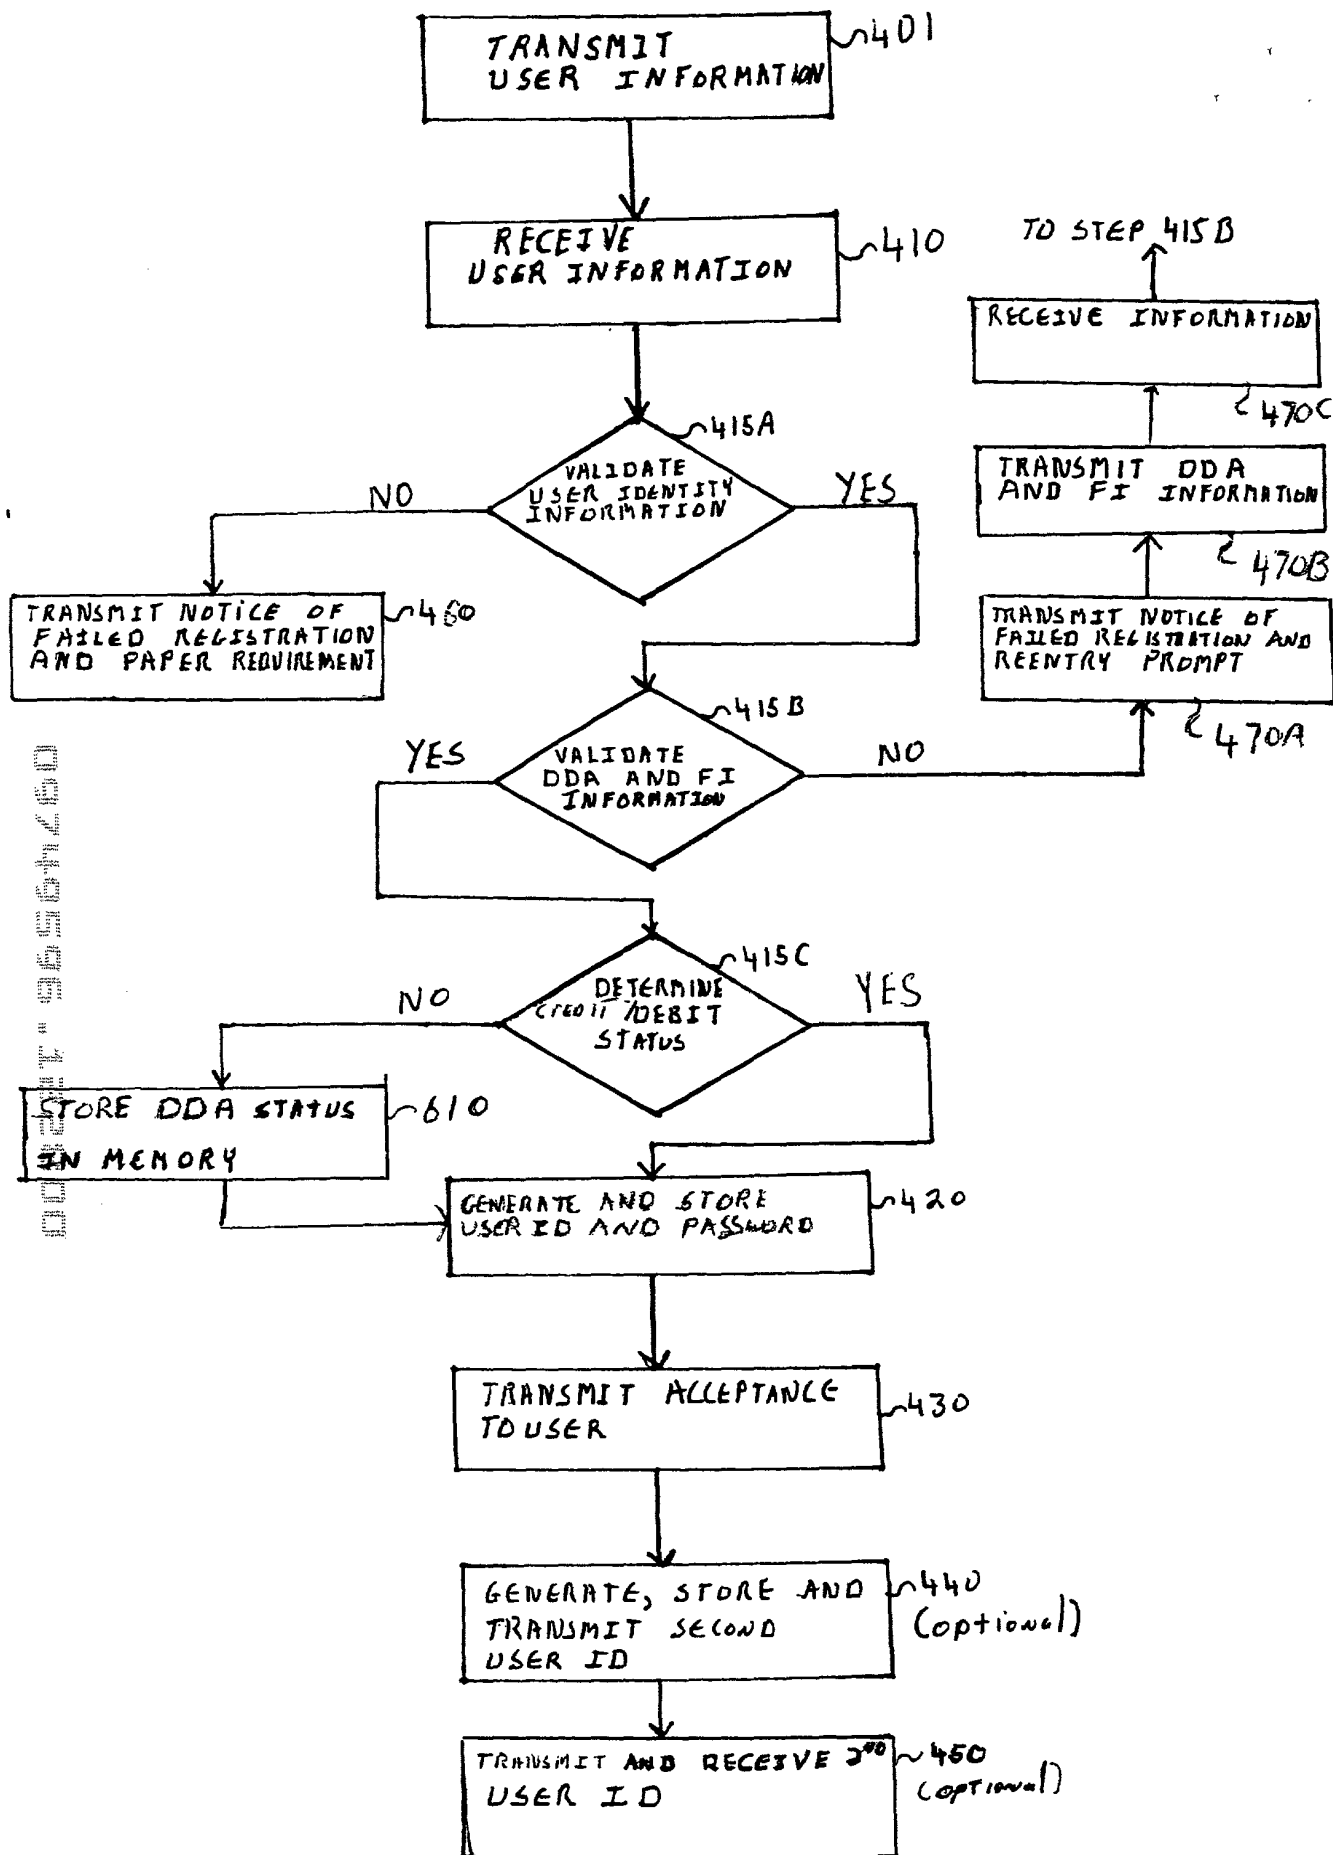 TRANSMIT
USER INFORMATION
401
RECEIVE
USER INFORMATION
410
TO STEP 415B
RECEIVE INFORMATION
470C
TRANSMIT DDA
AND FI INFORMATION
470B
TRANSMIT NOTICE OF
FAILED REGISTRATION AND
REENTRY PROMPT
470A
415A
VALIDATE
USER IDENTITY
INFORMATION
NO
YES
TRANSMIT NOTICE OF
FAILED REGISTRATION
AND PAPER REQUIREMENT
460
415B
VALIDATE
DDA AND FI
INFORMATION
YES
NO
415C
DETERMINE
CREDIT/DEBIT
STATUS
NO
YES
STORE DDA STATUS
IN MEMORY
610
GENERATE AND STORE
USER ID AND PASSWORD
420
TRANSMIT ACCEPTANCE
TO USER
430
GENERATE, STORE AND
TRANSMIT SECOND
USER ID
440
(optional)
TRANSMIT AND RECEIVE 2ND
USER ID
450
(optional)